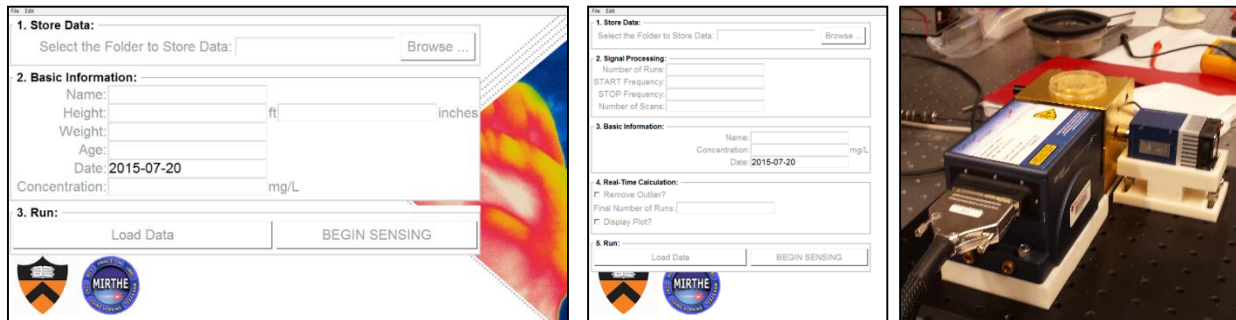 File Edit
1. Store Data:
Select the Folder to Store Data:
Browse ...
2. Basic Information:
Name:
Height: ft inches
Weight:
Age:
Date: 2015-07-20
Concentration: mg/L
3. Run:
Load Data BEGIN SENSING
MIRTHE
File Edit
1. Store Data:
Select the Folder to Store Data: Browse ...
2. Signal Processing:
Number of Runs:
START Frequency:
STOP Frequency:
Number of Scans:
3. Basic Information:
Name:
Concentration: mg/L
Date: 2015-07-20
4. Real-Time Calculation:
Remove Outlier?
Final Number of Runs:
Display Plot?
5. Run:
Load Data BEGIN SENSING
MIRTHE